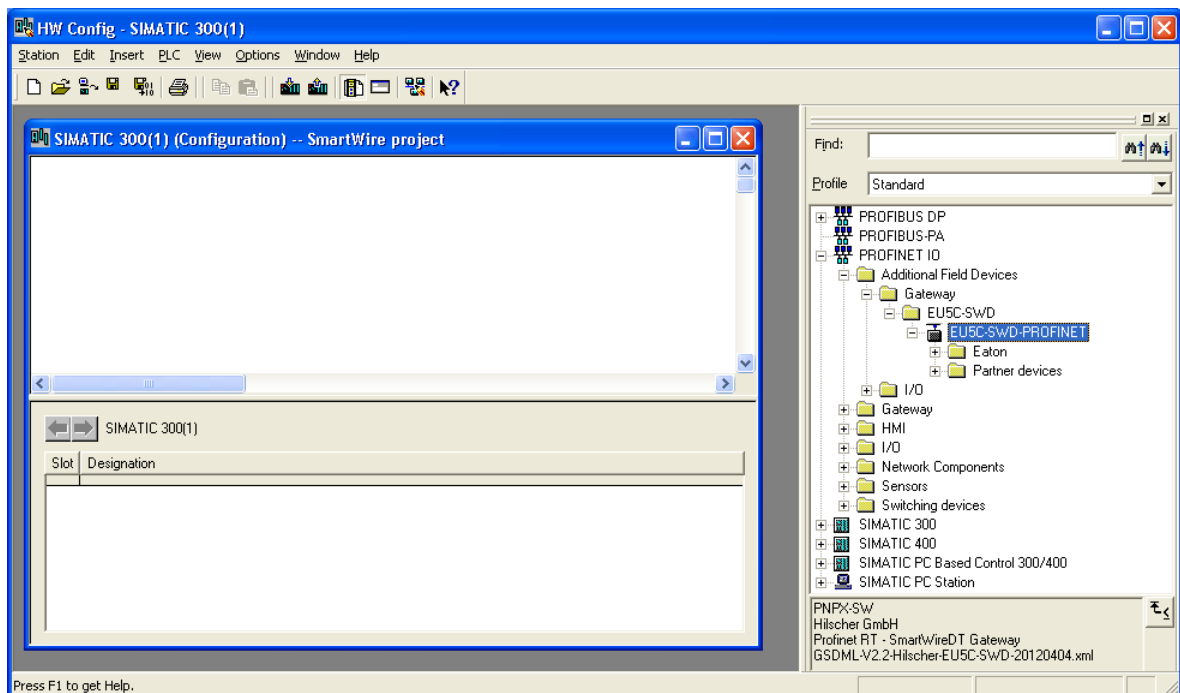 HW Config - SIMATIC 300(1)
Station Edit Insert PLC View Options Window Help
SIMATIC 300(1) (Configuration) -- SmartWire project
SIMATIC 300(1)
Slot Designation
Find:
Profile Standard
PROFIBUS DP
PROFIBUS-PA
PROFINET IO
Additional Field Devices
Gateway
EU5C-SWD
EU5C-SWD-PROFINET
Eaton
Partner devices
I/O
Gateway
HMI
I/O
Network Components
Sensors
Switching devices
SIMATIC 300
SIMATIC 400
SIMATIC PC Based Control 300/400
SIMATIC PC Station
PNPX-SW
Hilscher GmbH
Profinet RT - SmartWireDT Gateway
GSDML-V2.2-Hilscher-EU5C-SWD-20120404.xml
Press F1 to get Help.